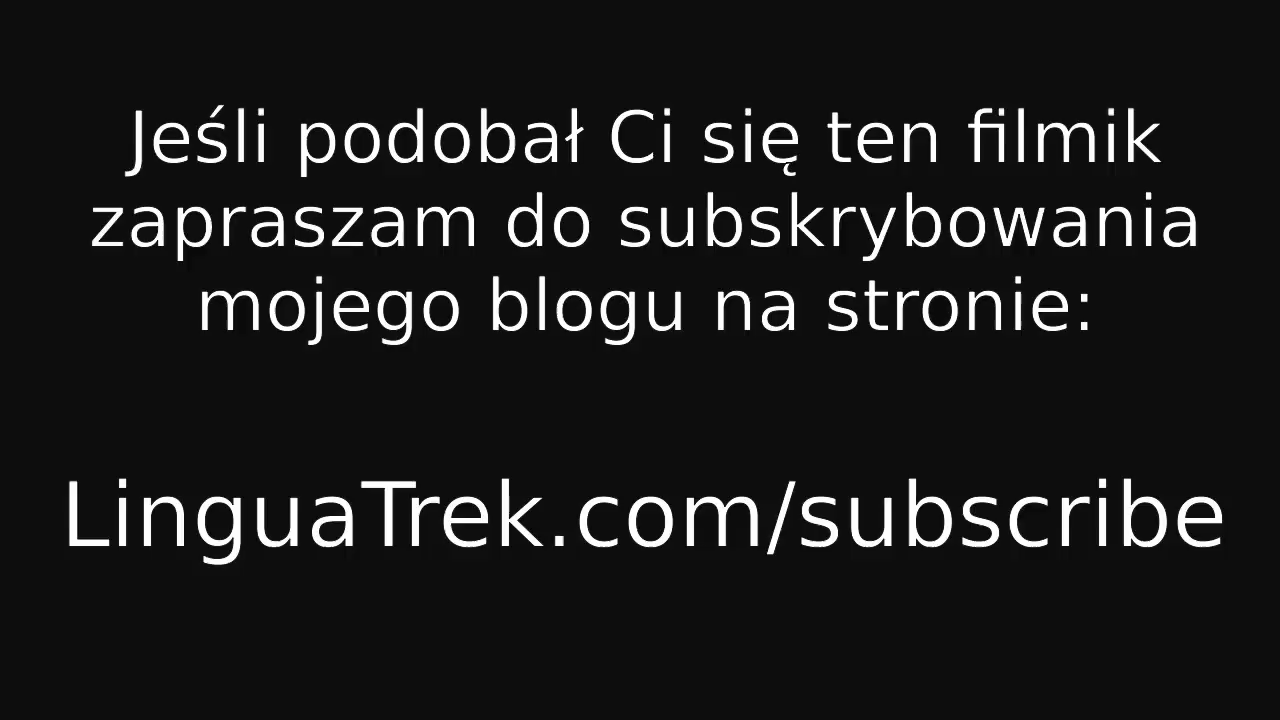 Jeśli podobał Ci się ten filmik
zapraszam do subskrybowania
mojego blogu na stronie:
LinguaTrek.com/subscribe